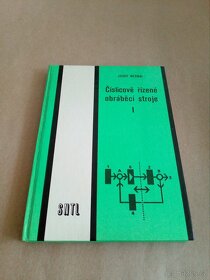 Číslicově řízené
obráběcí stroje
I
SNTL